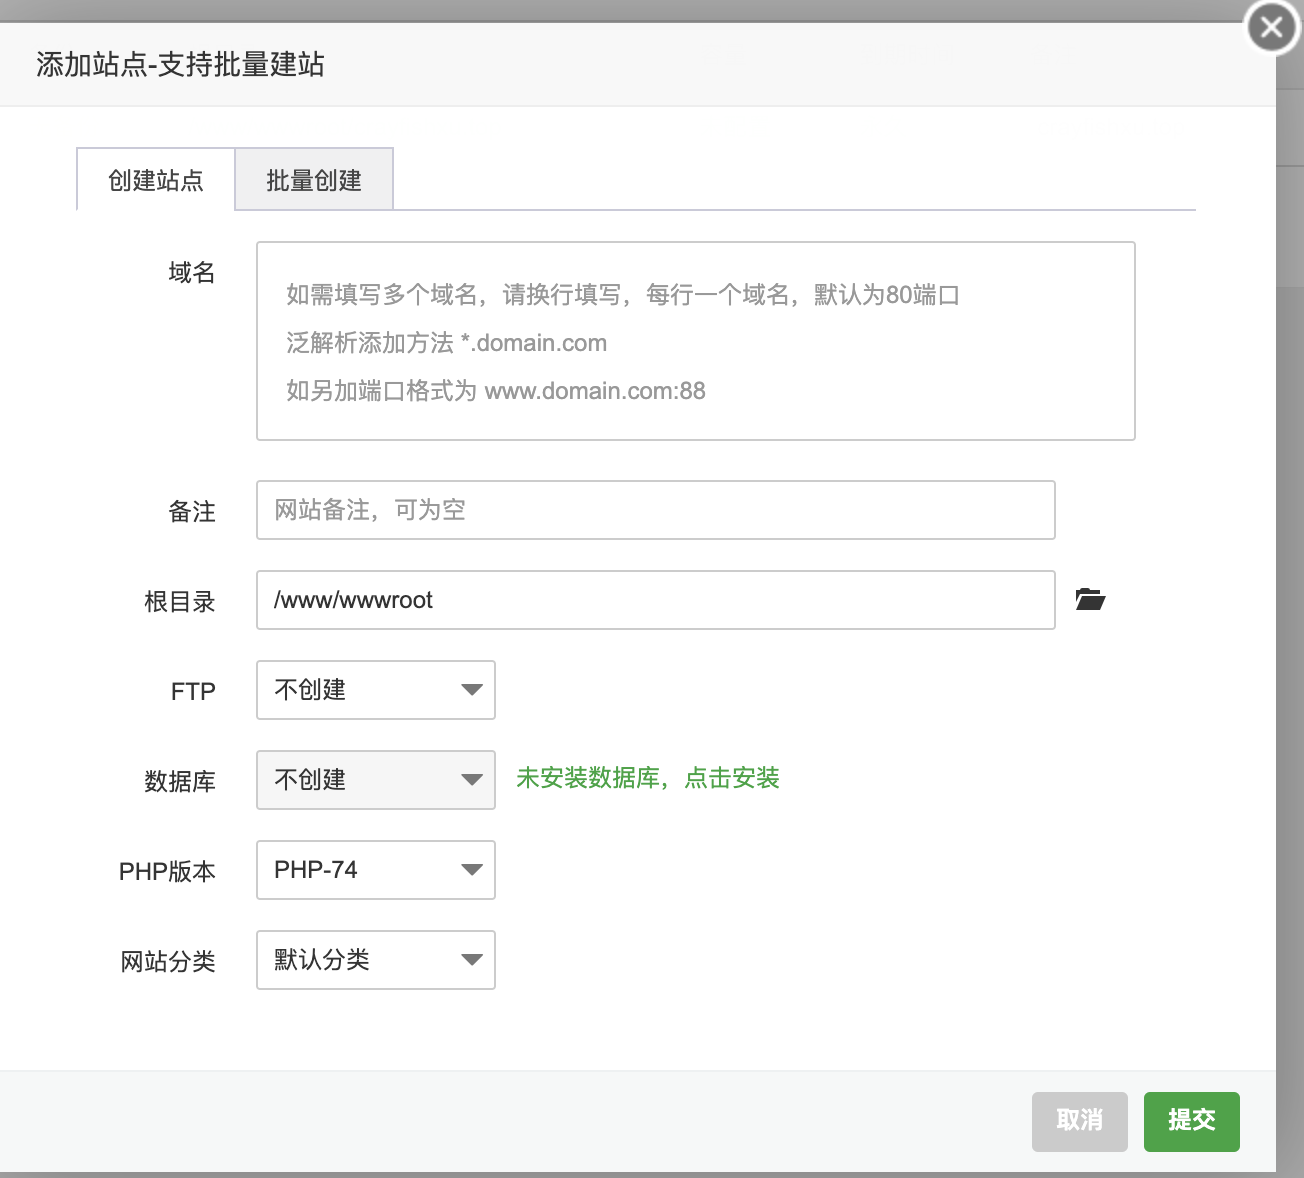 添加站点-支持批量建站
创建站点
批量创建
域名
如需填写多个域名，请换行填写，每行一个域名，默认为80端口
泛解析添加方法 *.domain.com
如另加端口格式为 www.domain.com:88
备注
网站备注，可为空
根目录
/www/wwwroot
FTP
不创建
数据库
不创建
未安装数据库，点击安装
PHP版本
PHP-74
网站分类
默认分类
取消
提交